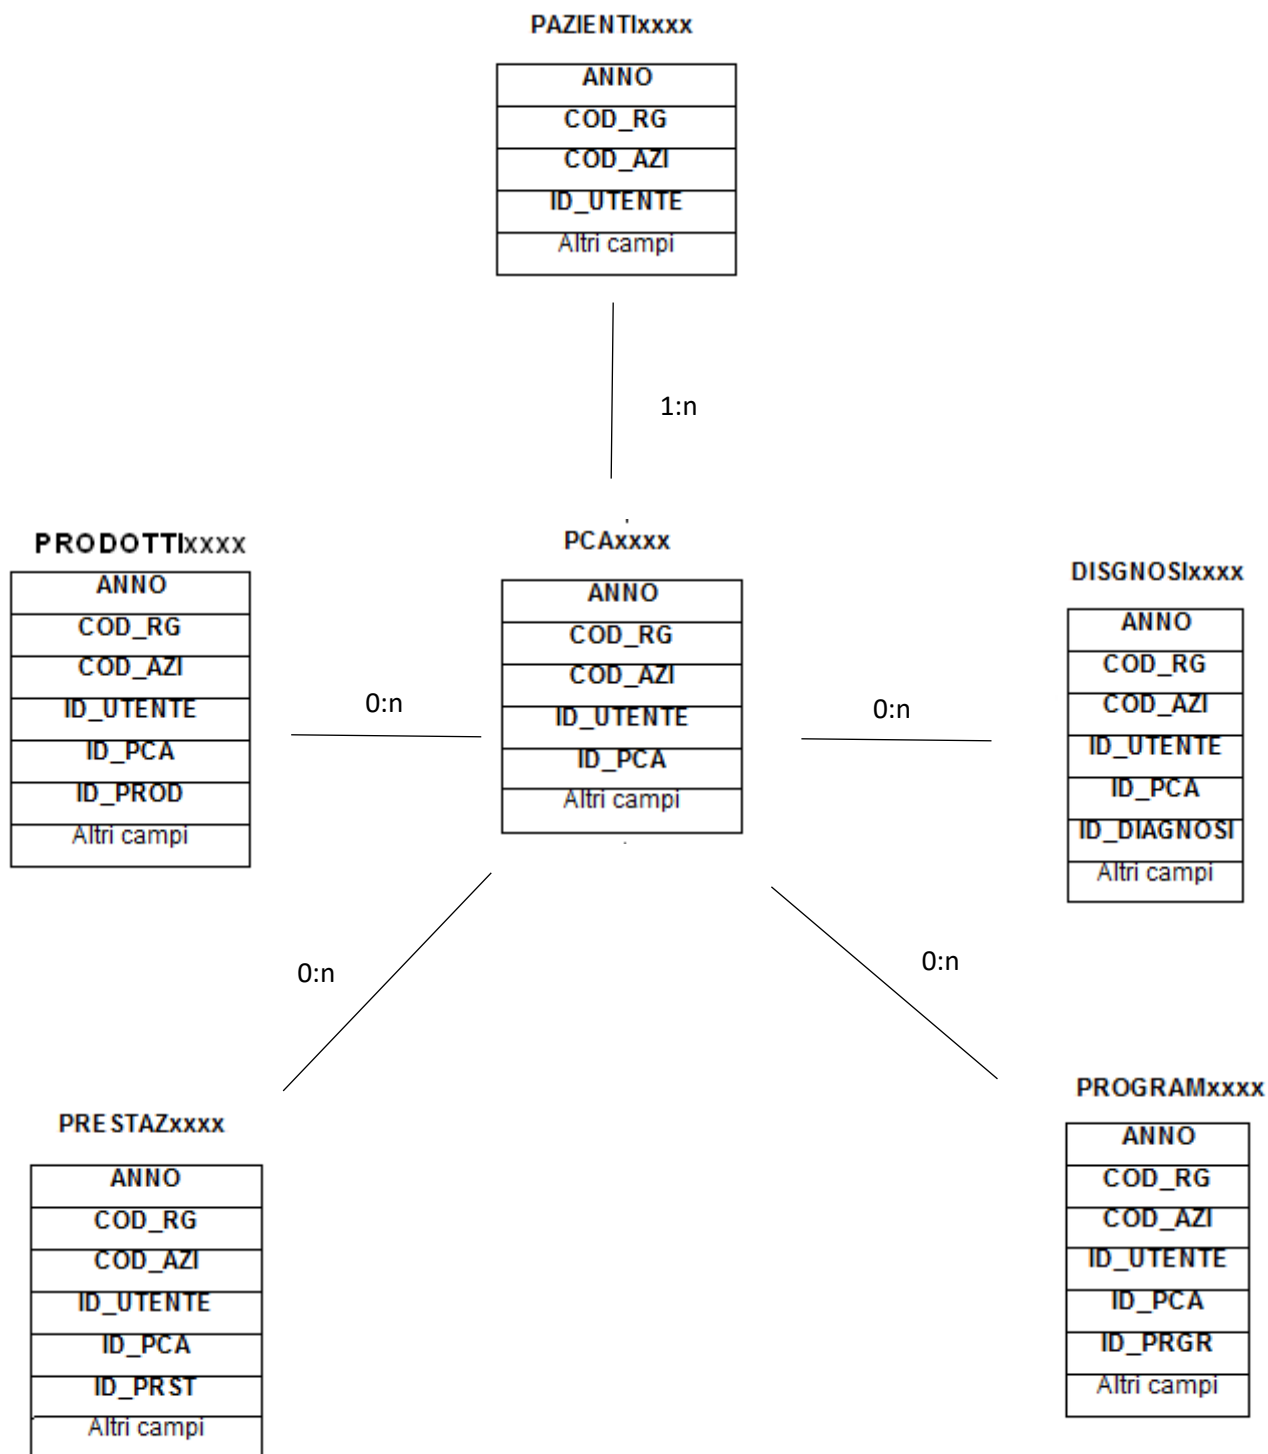 PAZIENTIxxxx
ANNO
COD_RG
COD_AZI
ID_UTENTE
Altri campi
1:n
PRODOTTIxxxx
ANNO
COD_RG
COD_AZI
ID_UTENTE
ID_PCA
ID_PROD
Altri campi
0:n
PCAxxxx
ANNO
COD_RG
COD_AZI
ID_UTENTE
ID_PCA
Altri campi
0:n
DISGNOSIxxxx
ANNO
COD_RG
COD_AZI
ID_UTENTE
ID_PCA
ID_DIAGNOSI
Altri campi
0:n
0:n
PRESTAZxxxx
ANNO
COD_RG
COD_AZI
ID_UTENTE
ID_PCA
ID_PRST
Altri campi
PROGRAMxxxx
ANNO
COD_RG
COD_AZI
ID_UTENTE
ID_PCA
ID_PRGR
Altri campi